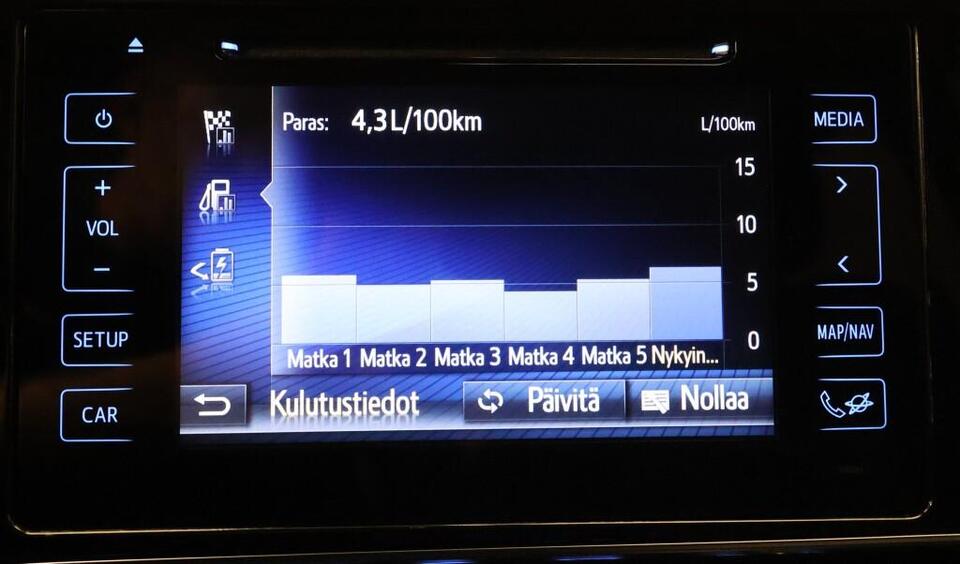 MEDIA
+
VOL
−
SETUP
CAR
Paras: 4,3L/100km
L/100km
15
10
5
0
Matka 1 Matka 2 Matka 3 Matka 4 Matka 5 Nykyin...
Kulutustiedot
Päivitä
Nollaa
>
<
MAP/NAV